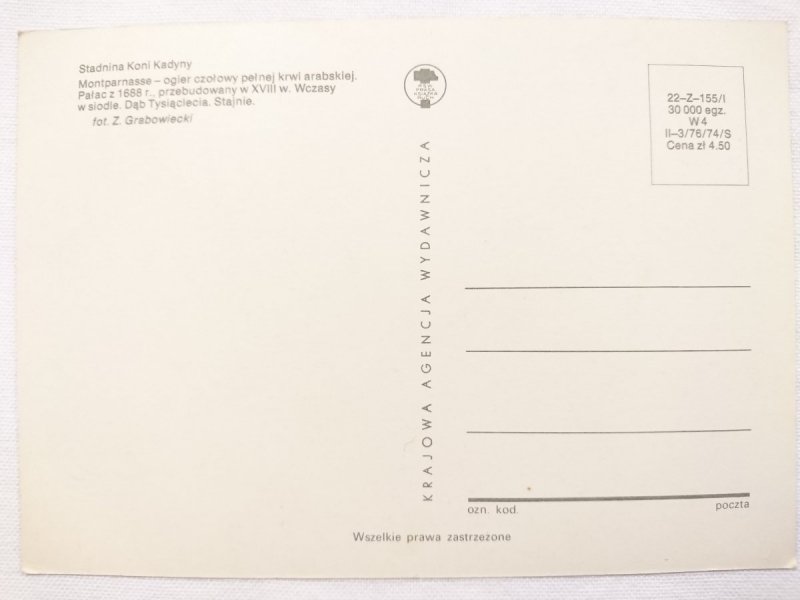 Stadnina Koni Kadyny
Montparnasse – ogier czołowy pełnej krwi arabskiej.
Pałac z 1688 r., przebudowany w XVIII w. Wczasy
w siodle. Dąb Tysiąclecia. Stajnie.
fot. Z. Grabowiecki
KRAJOWA AGENCJA WYDAWNICZA
22–Z–155/I
30 000 egz.
W 4
II–3/76/74/S
Cena zł 4.50
ozn. kod.
poczta
Wszelkie prawa zastrzeżone